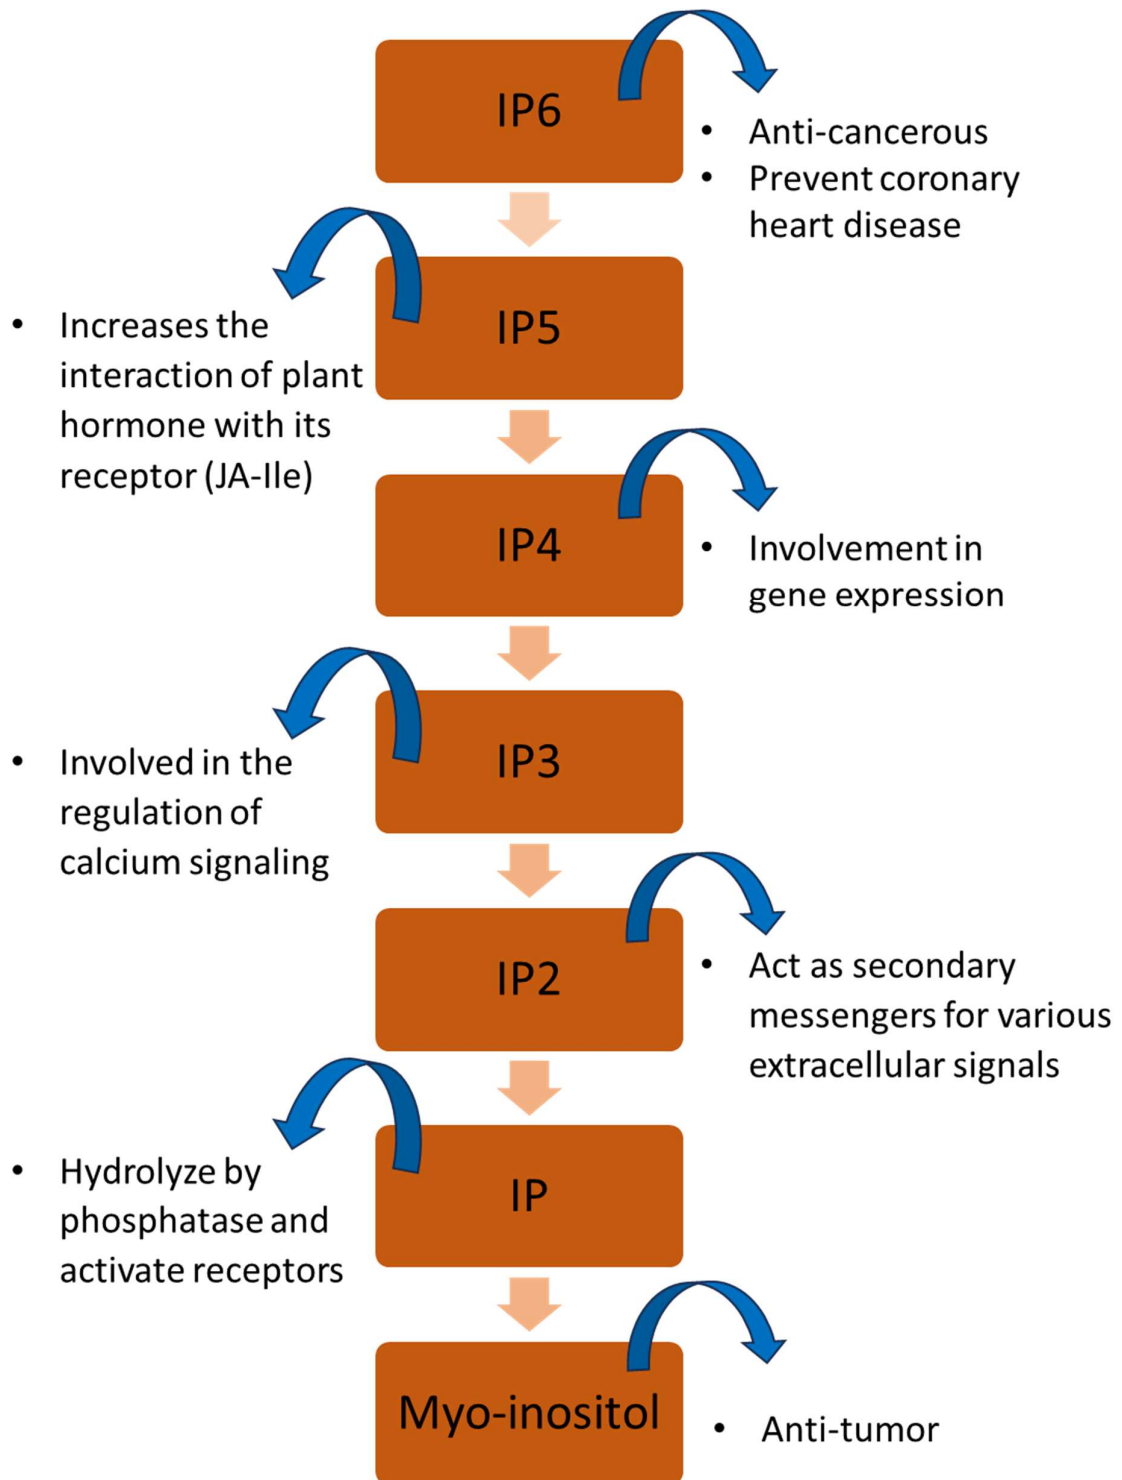 IP6
• Anti-cancerous
• Prevent coronary
heart disease
IP5
• Increases the
interaction of plant
hormone with its
receptor (JA-Ile)
IP4
• Involvement in
gene expression
IP3
• Involved in the
regulation of
calcium signaling
IP2
• Act as secondary
messengers for various
extracellular signals
IP
• Hydrolyze by
phosphatase and
activate receptors
Myo-inositol
• Anti-tumor